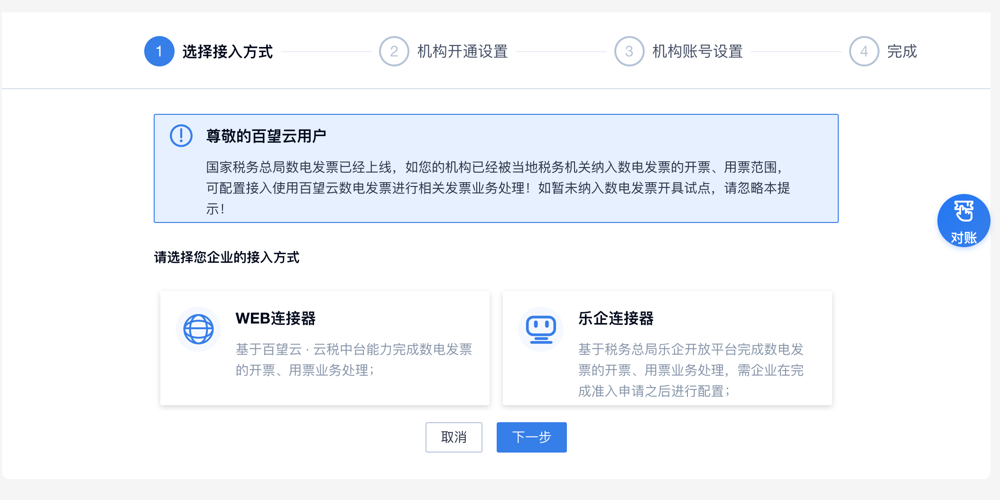 1 选择接入方式 2 机构开通设置 3 机构账号设置 4 完成
尊敬的百望云用户
国家税务总局数电发票已经上线，如您的机构已经被当地税务机关纳入数电发票的开票、用票范围，
可配置接入使用百望云数电发票进行相关发票业务处理！如暂未纳入数电发票开具试点，请忽略本提
示！
对账
请选择您企业的接入方式
WEB连接器
基于百望云 · 云税中台能力完成数电发票
的开票、用票业务处理；
乐企连接器
基于税务总局乐企开放平台完成数电发
票的开票、用票业务处理，需企业在完
成准入申请之后进行配置；
取消 下一步